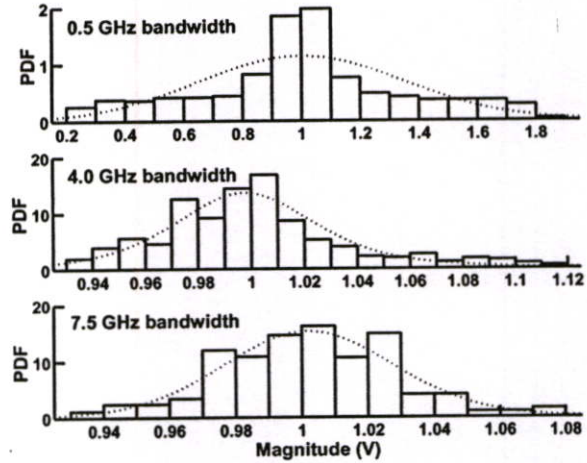 2
0.5 GHz bandwidth
PDF
1
0
0.2 0.4 0.6 0.8 1 1.2 1.4 1.6 1.8
20
4.0 GHz bandwidth
PDF
10
0
0.94 0.96 0.98 1 1.02 1.04 1.06 1.08 1.1 1.12
20
7.5 GHz bandwidth
PDF
10
0
0.94 0.96 0.98 1 1.02 1.04 1.06 1.08
Magnitude (V)